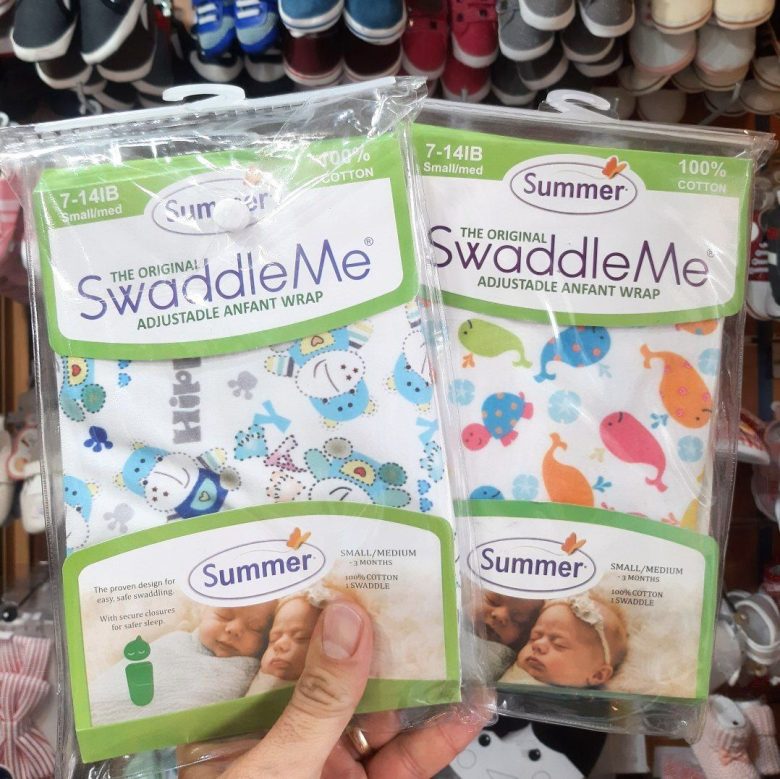 7-14IB
Small/med
Summer
100%
COTTON
THE ORIGINAL
SwaddleMe®
ADJUSTABLE ANFANT WRAP
Summer
SMALL/MEDIUM
- 3 MONTHS
100% COTTON
1 SWADDLE
The proven design for
easy, safe swaddling.
With secure closures
for safer sleep.
7-14IB
Small/med
Summer
100%
COTTON
THE ORIGINAL
SwaddleMe®
ADJUSTABLE ANFANT WRAP
Summer
SMALL/MEDIUM
- 3 MONTHS
100% COTTON
1 SWADDLE